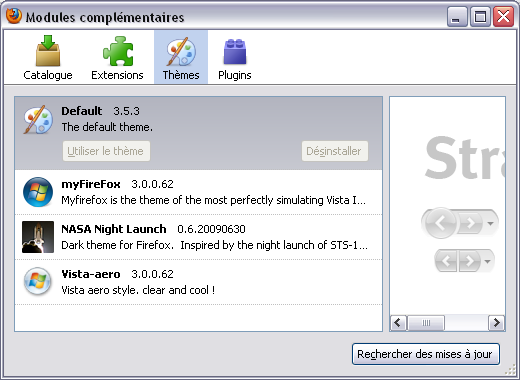 Modules complémentaires
Catalogue Extensions Thèmes Plugins
Default 3.5.3
The default theme.
Utiliser le thème Désinstaller
myFireFox 3.0.0.62
Myfirefox is the theme of the most perfectly simulating Vista I...
NASA Night Launch 0.6.20090630
Dark theme for Firefox. Inspired by the night launch of STS-1...
Vista-aero 3.0.0.62
Vista aero style. clear and cool !
Stra
Rechercher des mises à jour